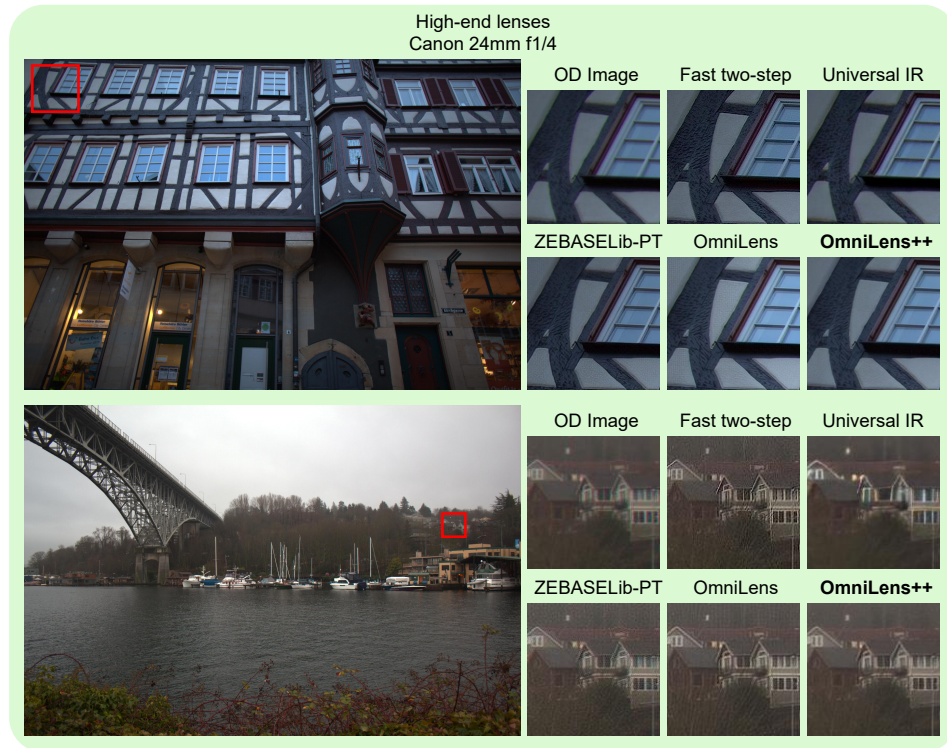 High-end lenses
Canon 24mm f1/4
OD Image Fast two-step Universal IR
ZEBASELib-PT OmniLens OmniLens++
OD Image Fast two-step Universal IR
ZEBASELib-PT OmniLens OmniLens++